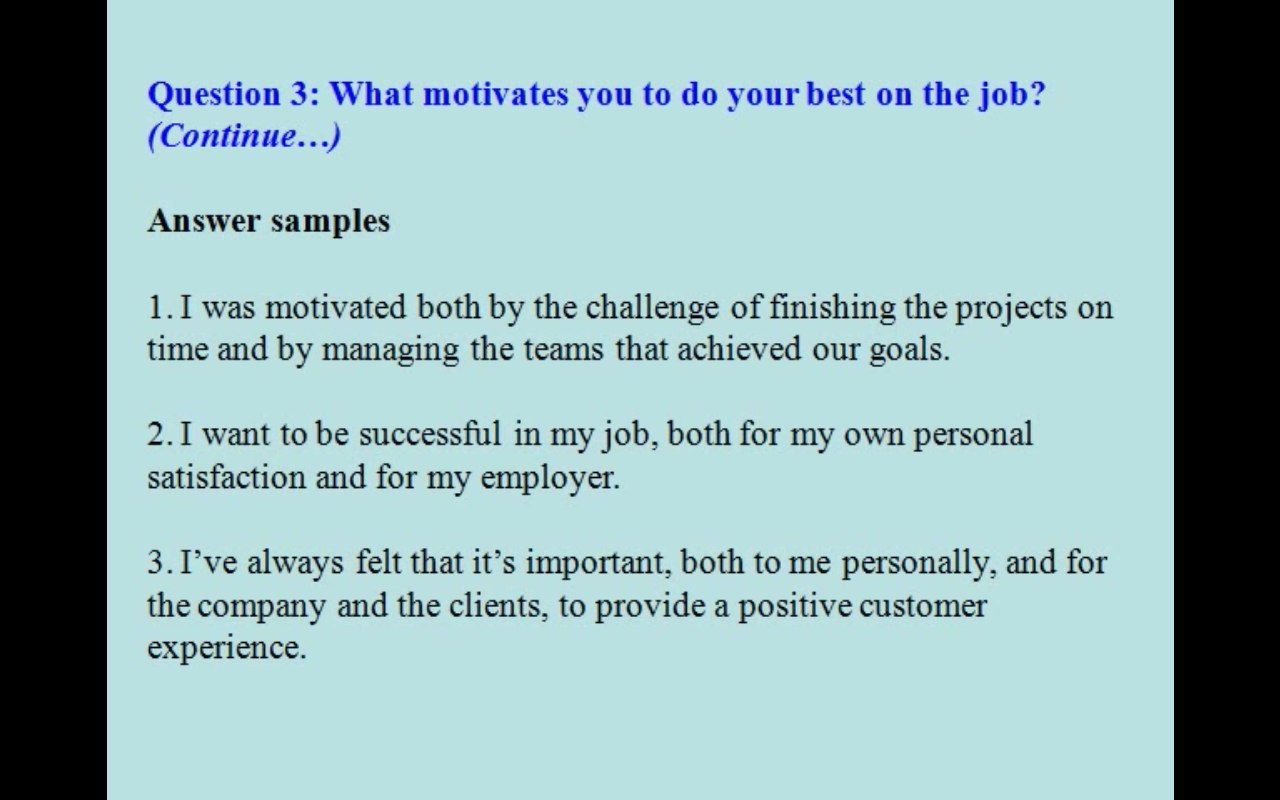 Question 3: What motivates you to do your best on the job?
(Continue…)
Answer samples
1. I was motivated both by the challenge of finishing the projects on
time and by managing the teams that achieved our goals.
2. I want to be successful in my job, both for my own personal
satisfaction and for my employer.
3. I’ve always felt that it’s important, both to me personally, and for
the company and the clients, to provide a positive customer
experience.